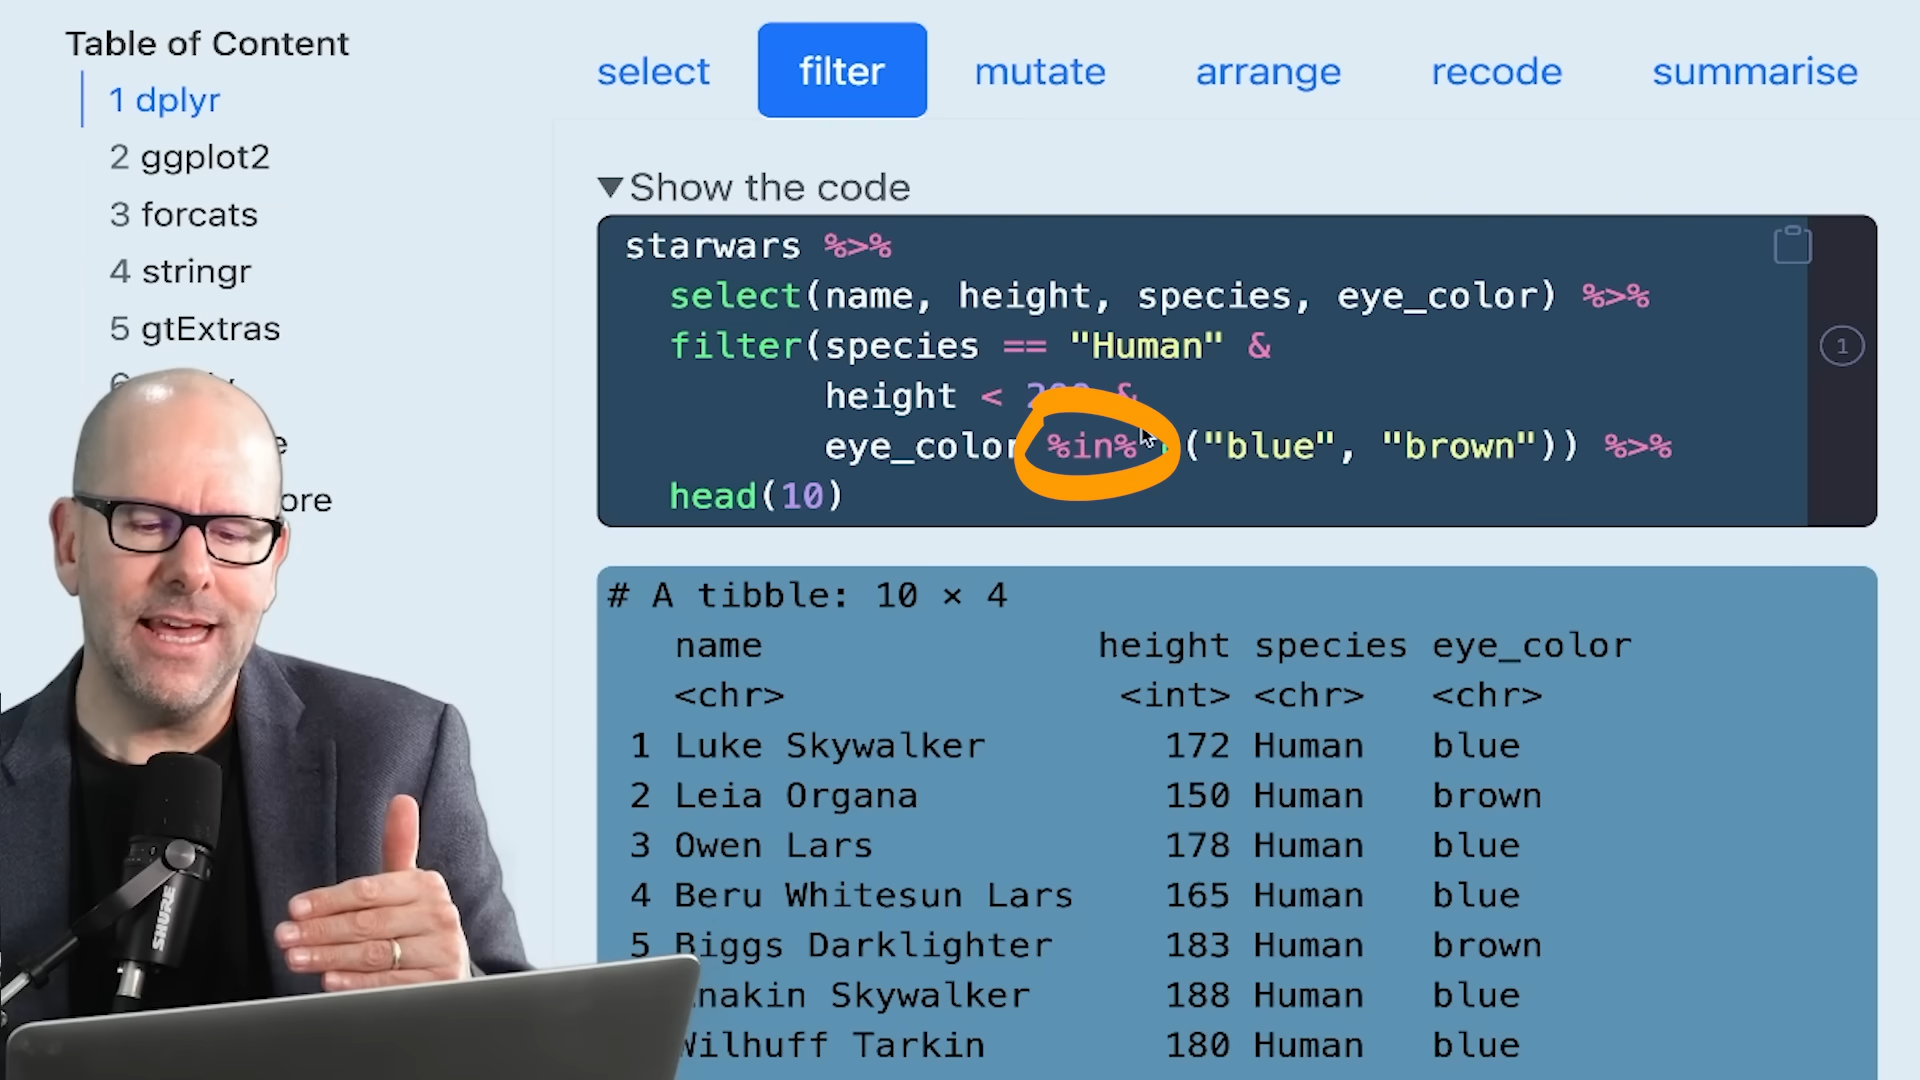 Table of Content
1 dplyr
2 ggplot2
3 forcats
4 stringr
5 gtExtras
select filter mutate arrange recode summarise
▼Show the code
starwars %>%
select(name, height, species, eye_color) %>%
filter(species == "Human" &
1
height < &
eye_color %in% ("blue", "brown")) %>%
head(10)
# A tibble: 10 × 4
name height species eye_color
<chr> <int> <chr> <chr>
1 Luke Skywalker 172 Human blue
2 Leia Organa 150 Human brown
3 Owen Lars 178 Human blue
4 Beru Whitesun Lars 165 Human blue
5 Biggs Darklighter 183 Human brown
nakin Skywalker 188 Human blue
Wilhuff Tarkin 180 Human blue
SHURE